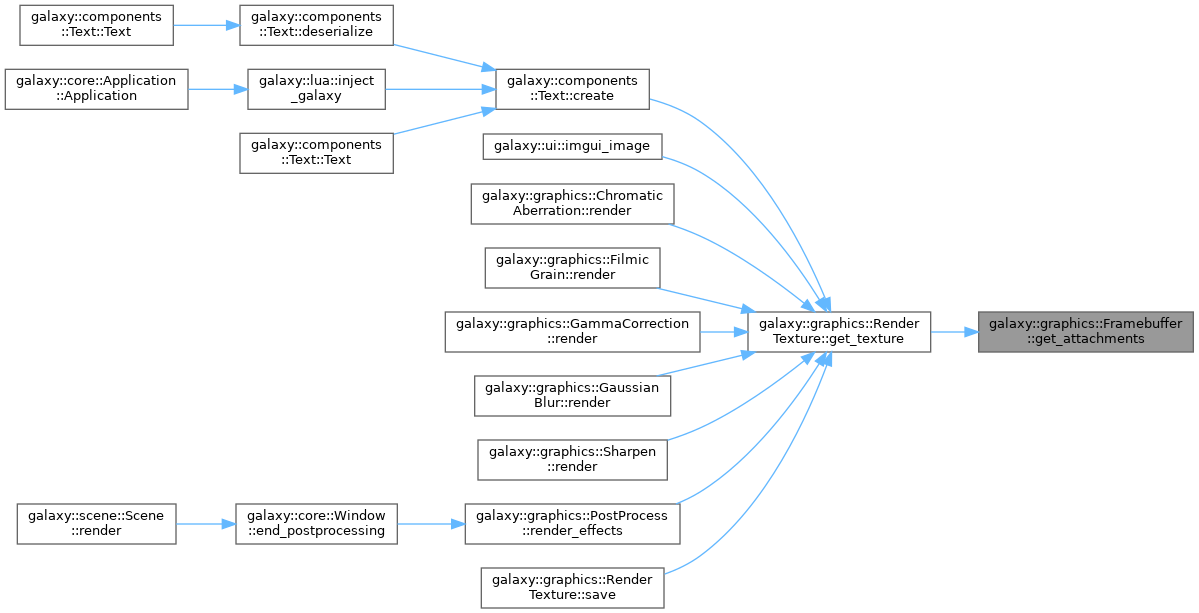 galaxy::components
::Text::Text
galaxy::components
::Text::deserialize
galaxy::core::Application
::Application
galaxy::lua::inject
_galaxy
galaxy::components
::Text::create
galaxy::components
::Text::Text
galaxy::ui::imgui_image
galaxy::graphics::Chromatic
Aberration::render
galaxy::graphics::Filmic
Grain::render
galaxy::graphics::GammaCorrection
::render
galaxy::graphics::Render
Texture::get_texture
galaxy::graphics::Framebuffer
::get_attachments
galaxy::graphics::Gaussian
Blur::render
galaxy::graphics::Sharpen
::render
galaxy::scene::Scene
::render
galaxy::core::Window
::end_postprocessing
galaxy::graphics::PostProcess
::render_effects
galaxy::graphics::Render
Texture::save